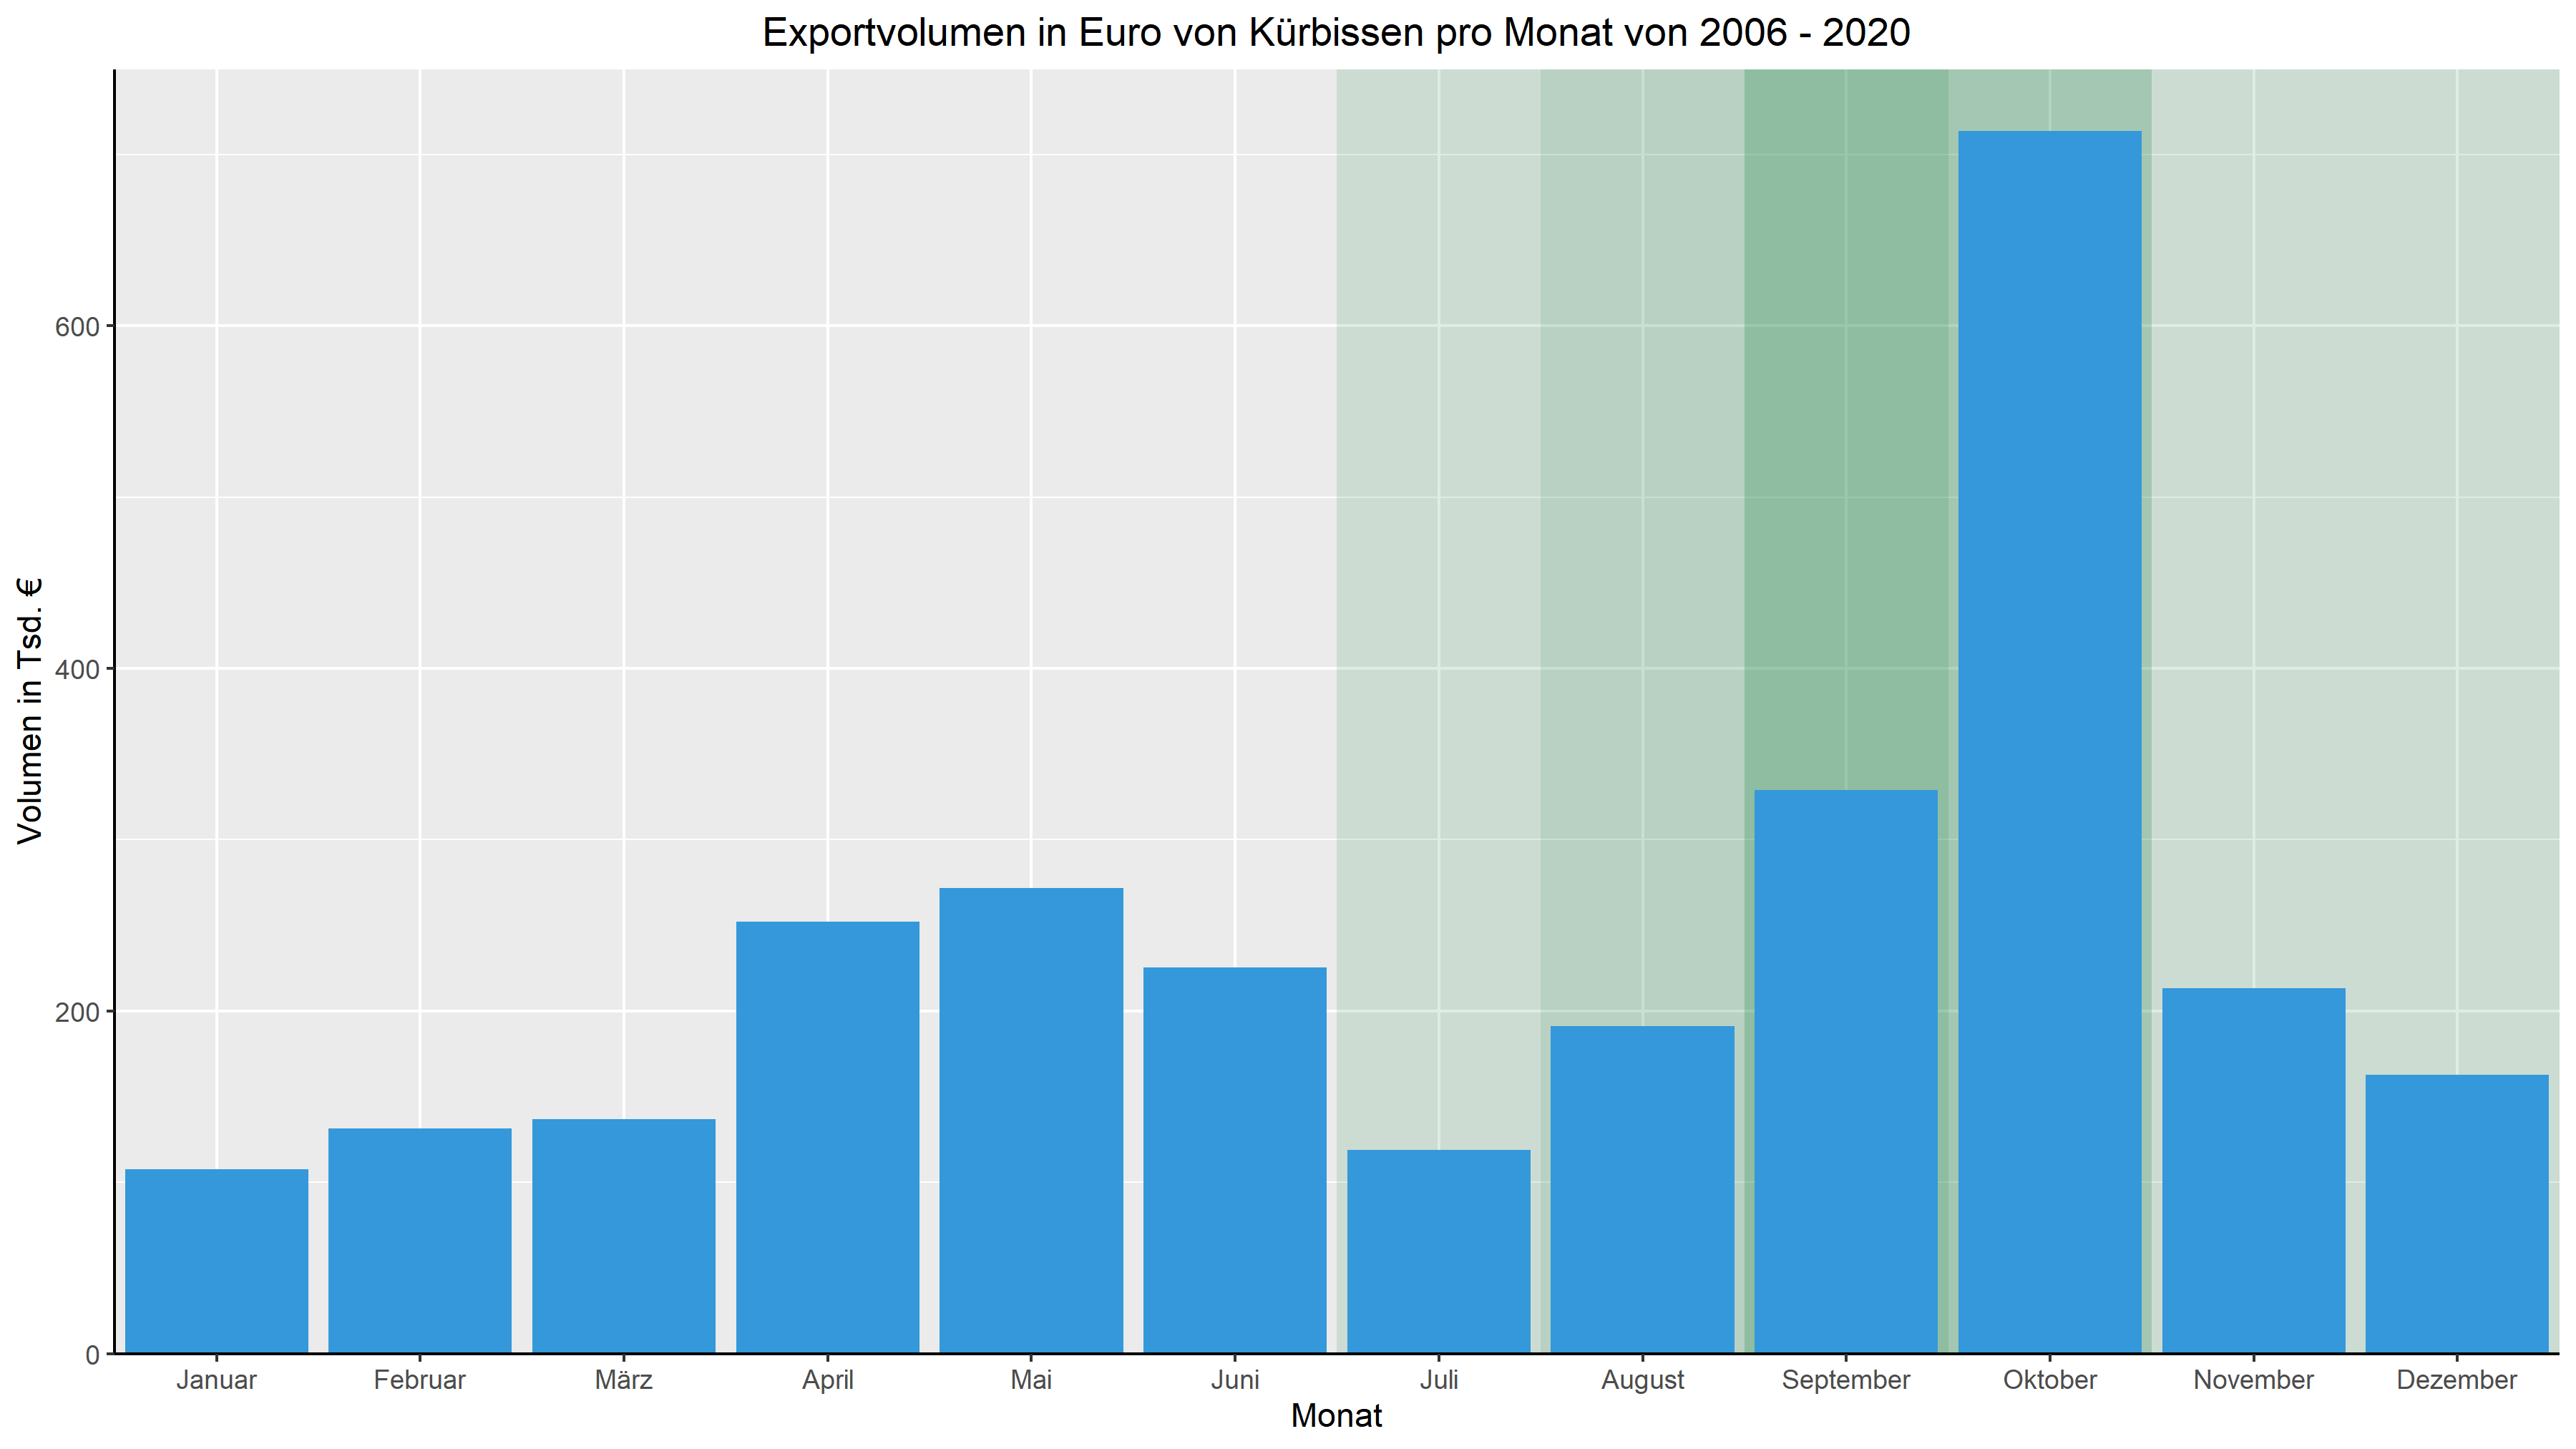 Exportvolumen in Euro von Kürbissen pro Monat von 2006 - 2020
Volumen in Tsd. €
600
400
200
0
Januar Februar März April Mai Juni Juli August September Oktober November Dezember
Monat